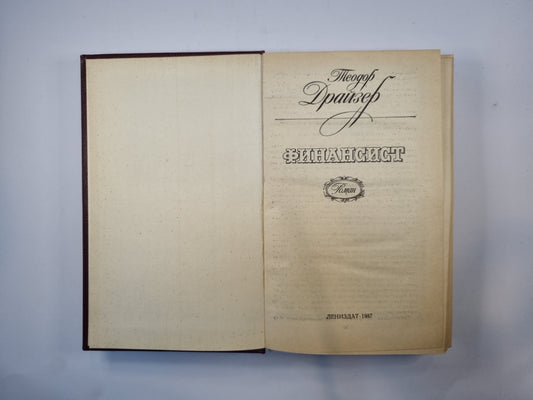 Теодор
Драйзер
ФИНАНСИСТ
Роман
ЛЕНИЗДАТ·1987